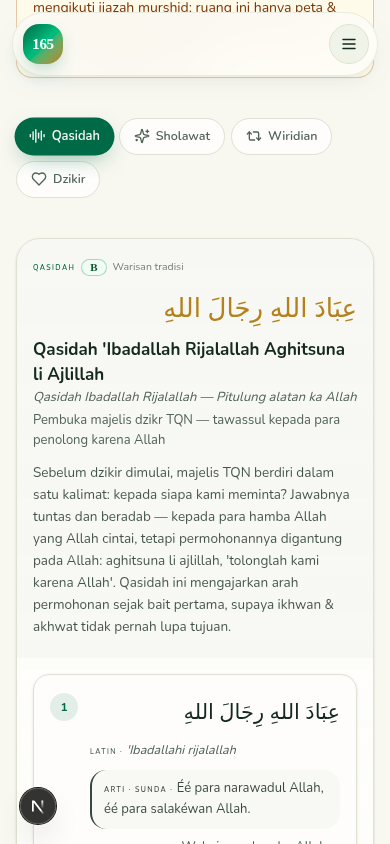 mengikuti ijazah murshid: ruang ini hanya peta &
165
Qasidah
Sholawat
Wiridian
Dzikir
QASIDAH B Warisan tradisi
عِبَادَ اللهِ رِجَالَ اللهِ
Qasidah 'Ibadallah Rijalallah Aghitsuna
li Ajlillah
Qasidah Ibadallah Rijalallah — Pitulung alatan ka Allah
Pembuka majelis dzikr TQN — tawassul kepada para
penolong karena Allah
Sebelum dzikir dimulai, majelis TQN berdiri dalam
satu kalimat: kepada siapa kami meminta? Jawabnya
tuntas dan beradab — kepada para hamba Allah
yang Allah cintai, tetapi permohonannya digantung
pada Allah: aghitsuna li ajlillah, 'tolonglah kami
karena Allah'. Qasidah ini mengajarkan arah
permohonan sejak bait pertama, supaya ikhwan &
akhwat tidak pernah lupa tujuan.
1
عِبَادَ اللهِ رِجَالَ اللهِ
LATIN · 'Ibadallahi rijalallah
ARTI · SUNDA · Éé para narawadul Allah,
éé para salakéwan Allah.
N